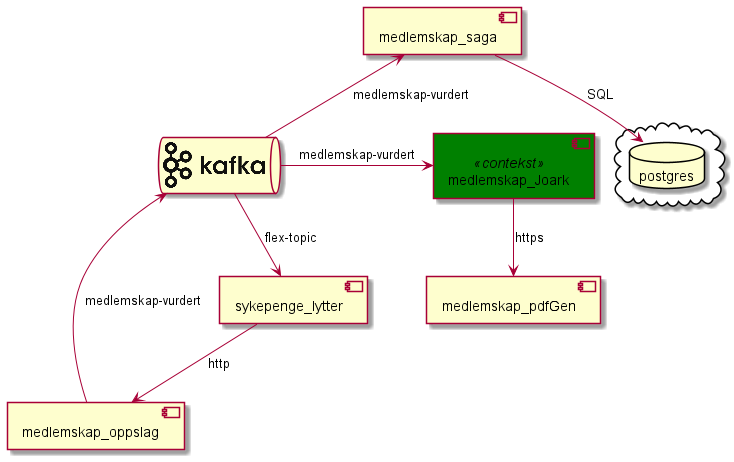 medlemskap_saga
medlemskap-vurdert
SQL
kafka
medlemskap-vurdert
«contekst»
medlemskap_Joark
postgres
flex-topic
https
medlemskap-vurdert
sykepenge_lytter
medlemskap_pdfGen
http
medlemskap_oppslag